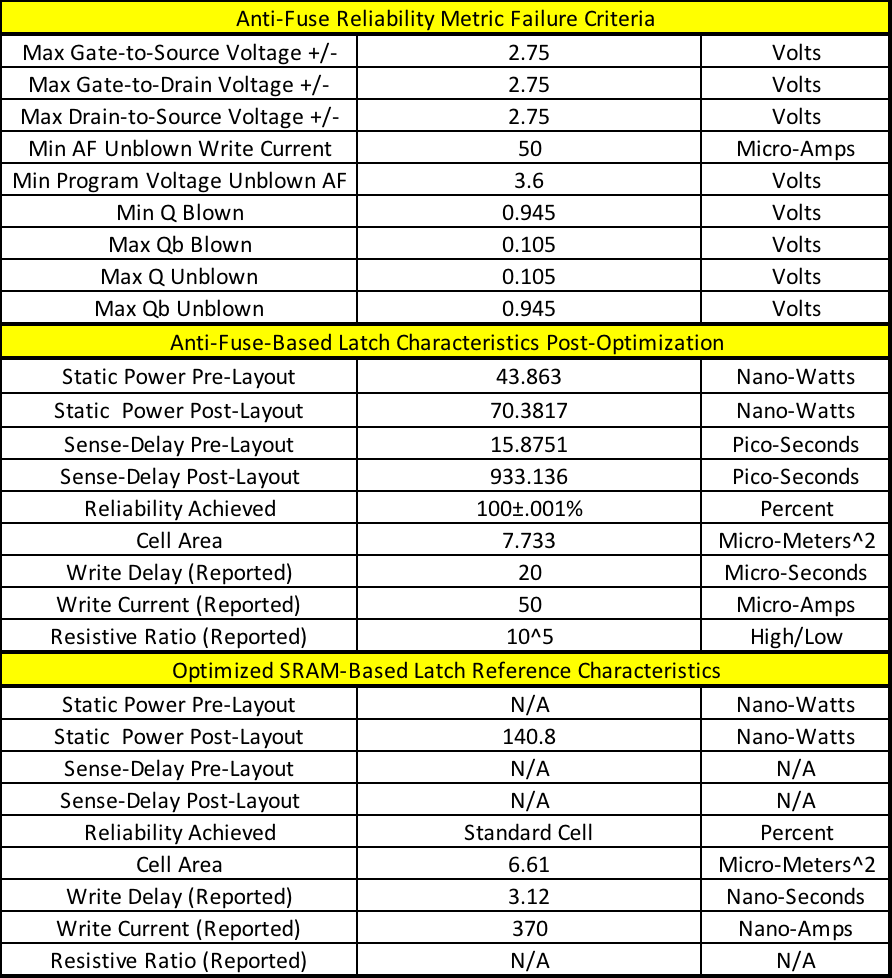 Anti-Fuse Reliability Metric Failure Criteria
Max Gate-to-Source Voltage +/- 2.75 Volts
Max Gate-to-Drain Voltage +/- 2.75 Volts
Max Drain-to-Source Voltage +/- 2.75 Volts
Min AF Unblown Write Current 50 Micro-Amps
Min Program Voltage Unblown AF 3.6 Volts
Min Q Blown 0.945 Volts
Max Qb Blown 0.105 Volts
Max Q Unblown 0.105 Volts
Max Qb Unblown 0.945 Volts
Anti-Fuse-Based Latch Characteristics Post-Optimization
Static Power Pre-Layout 43.863 Nano-Watts
Static  Power Post-Layout 70.3817 Nano-Watts
Sense-Delay Pre-Layout 15.8751 Pico-Seconds
Sense-Delay Post-Layout 933.136 Pico-Seconds
Reliability Achieved 100±.001% Percent
Cell Area 7.733 Micro-Meters^2
Write Delay (Reported) 20 Micro-Seconds
Write Current (Reported) 50 Micro-Amps
Resistive Ratio (Reported) 10^5 High/Low
Optimized SRAM-Based Latch Reference Characteristics
Static Power Pre-Layout N/A Nano-Watts
Static  Power Post-Layout 140.8 Nano-Watts
Sense-Delay Pre-Layout N/A N/A
Sense-Delay Post-Layout N/A N/A
Reliability Achieved Standard Cell Percent
Cell Area 6.61 Micro-Meters^2
Write Delay (Reported) 3.12 Nano-Seconds
Write Current (Reported) 370 Nano-Amps
Resistive Ratio (Reported) N/A N/A